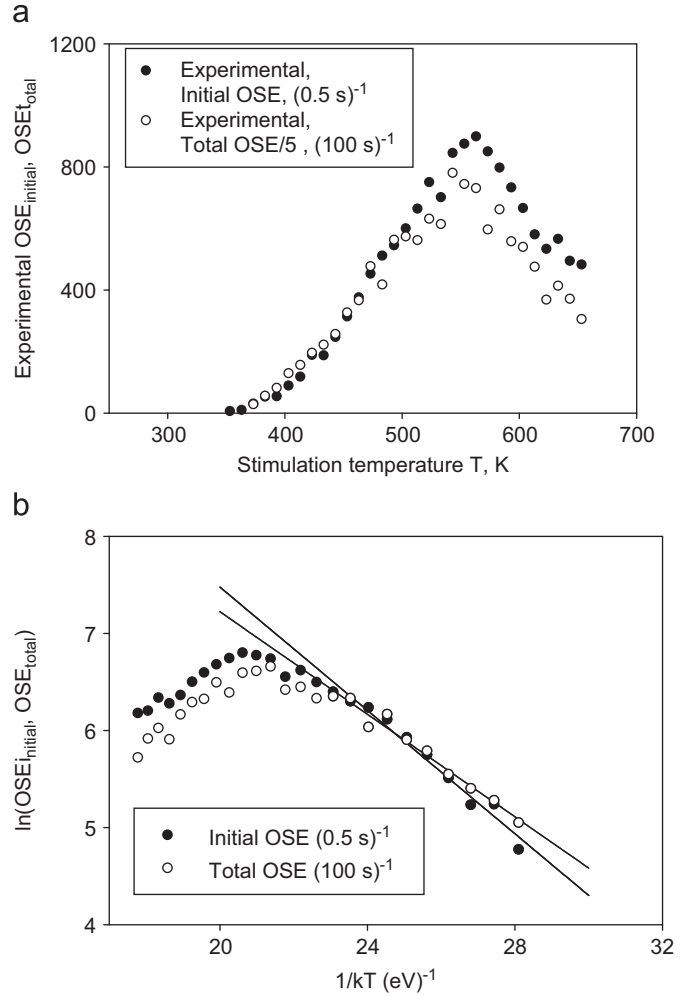 a
1200
800
400
0
Experimental OSEinitial, OSEtotal
Experimental,
Initial OSE, (0.5 s)-1
Experimental,
Total OSE/5 , (100 s)-1
300
400
500
600
700
Stimulation temperature T, K
b
8
7
6
5
4
ln(OSEinitial, OSEtotal)
Initial OSE (0.5 s)-1
Total OSE (100 s)-1
20
24
28
32
1/kT (eV)-1